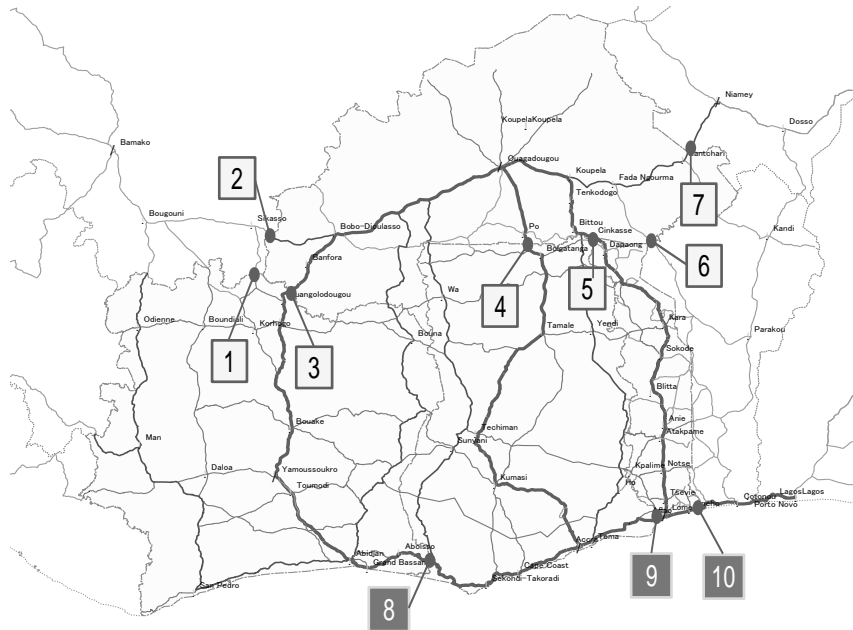 Niamey
Dosso
KoupelaKoupela
Bamako
Ouagadougou
2
Koupela
Fada Ngourma
7
Tenkodogo
Bougouni
Sikasso
Bobo-Dioulasso
Po
Bittou
Cinkasse
Kandi
Dapaong
Bolgatanga
Banfora
6
5
Wa
4
Odienne
Boundiali
Korhogo
Bouna
Tamale
Yendi
Kara
Parakou
1
3
Sokode
Blitta
Bouake
Techiman
Anie
Atakpame
Man
Sunyani
Daloa
Yamoussoukro
Kpalime
Notse
Toumodi
Kumasi
Ho
Tsevie
LagosLagos
Cotonou
Porto Novo
Lome
Accra
Tema
Abidjan
Aboisso
Grand Bassam
Cape Coast
Sekondi-Takoradi
San Pedro
8
9
10